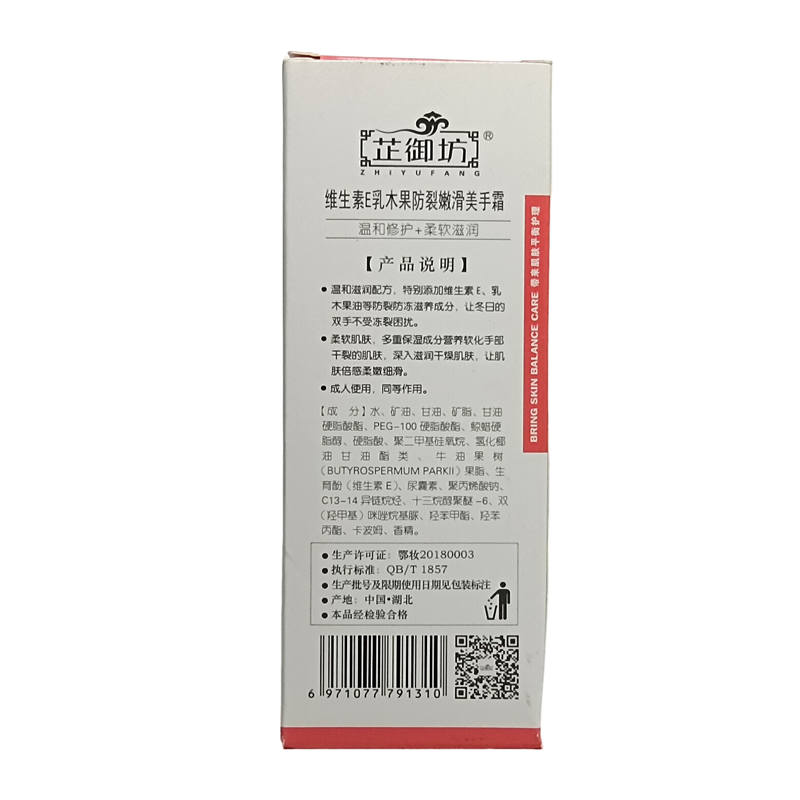 芷御坊®
ZHIYUFANG
维生素E乳木果防裂嫩滑美手霜
温和修护+柔软滋润
【产品说明】
●温和滋润配方，特别添加维生素E、乳
木果油等防裂防冻滋养成分，让冬日的
双手不受冻裂困扰。
●柔软肌肤，多重保湿成分营养软化手部
干裂的肌肤，深入滋润干燥肌肤，让肌
肤倍感柔嫩细滑。
●成人使用，同等作用。
【成 分】水、矿油、甘油、矿脂、甘油
硬脂酸酯、PEG-100硬脂酸酯、鲸蜡硬
脂醇、硬脂酸、聚二甲基硅氧烷、氢化椰
油甘油酯类、牛油果树
（BUTYROSPERMUM PARKII）果脂、生
育酚（维生素E）、尿囊素、聚丙烯酸钠、
C13-14异链烷烃、十三烷醇聚醚-6、双
（羟甲基）咪唑烷基脲、羟苯甲酯、羟苯
丙酯、卡波姆、香精。
●生产许可证：鄂妆20180003
●执行标准：QB/T 1857
●生产批号及限期使用日期见包装标注
●产地：中国·湖北
●本品经检验合格
6 971077 791310
BRING SKIN BALANCE CARE 带来肌肤平衡护理